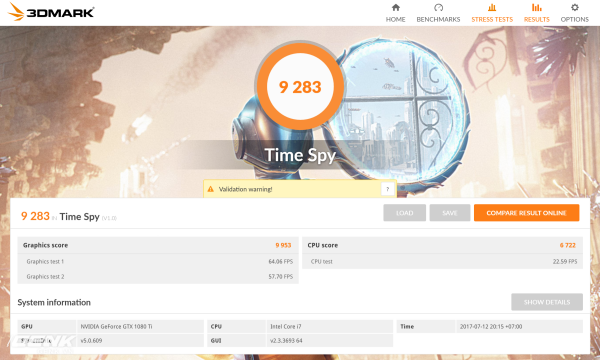 3DMARK
HOME BENCHMARKS STRESS TESTS RESULTS OPTIONS
9 283
Time Spy
Validation warning! ?
9 283 Time Spy (V1.0)
LOAD SAVE COMPARE RESULT ONLINE
Graphics score 9 953
Graphics test 1 64.06 FPS
Graphics test 2 57.70 FPS
CPU score 6 722
CPU test 22.59 FPS
System information
SHOW DETAILS
GPU NVIDIA GeForce GTX 1080 Ti CPU Intel Core i7 Time 2017-07-12 20:15 +07:00
v5.0.609 GUI v2.3.3693 64